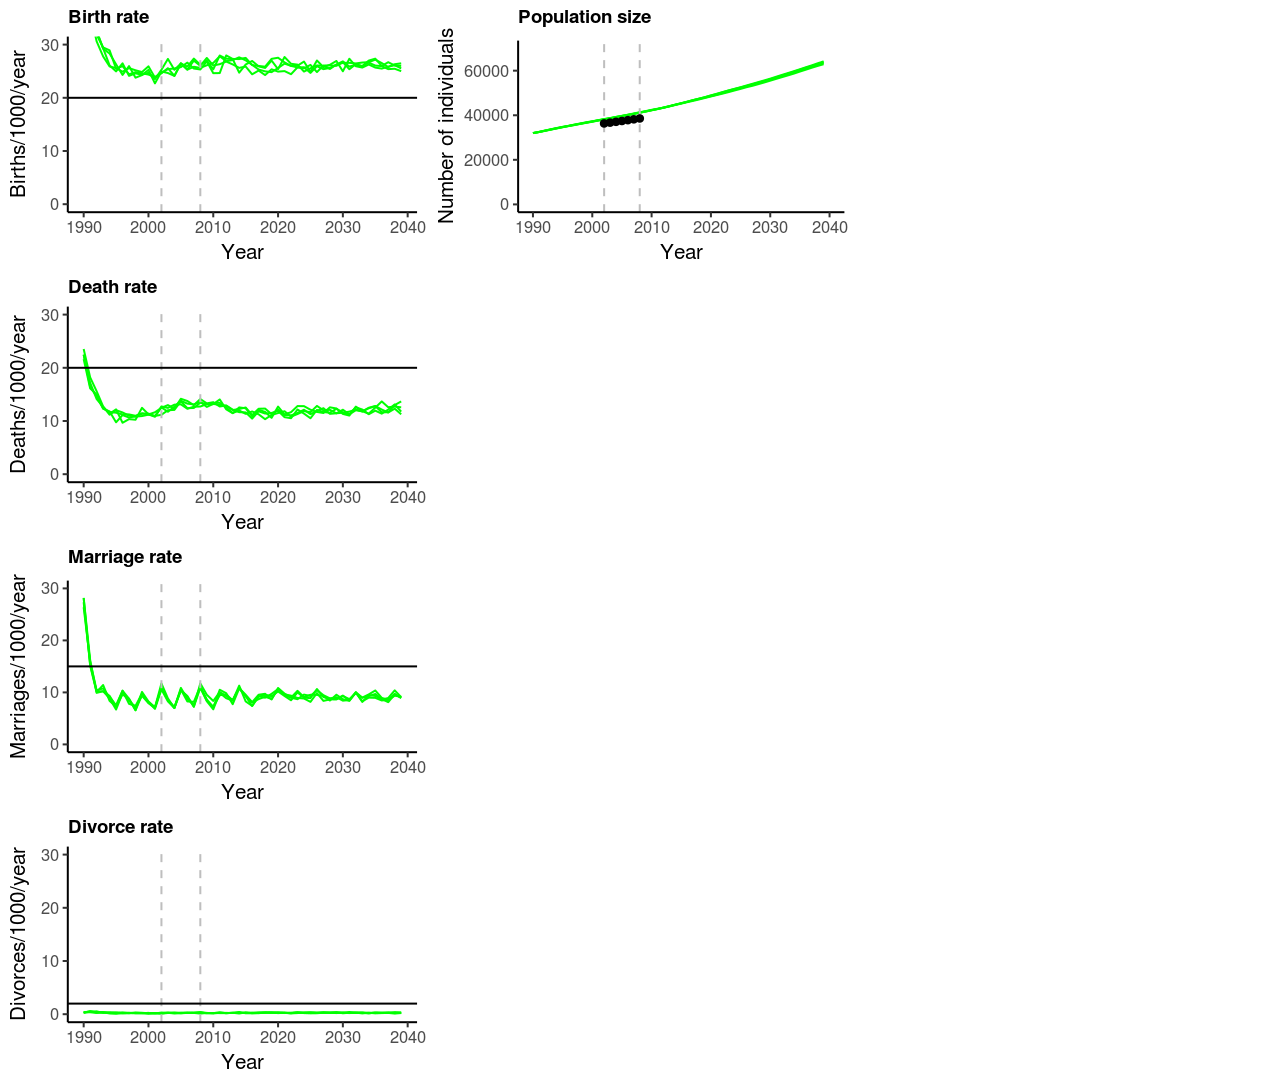 Birth rate
Births/1000/year
30
20
10
0
1990 2000 2010 2020 2030 2040
Year
Population size
Number of individuals
60000
40000
20000
0
1990 2000 2010 2020 2030 2040
Year
Death rate
Deaths/1000/year
30
20
10
0
1990 2000 2010 2020 2030 2040
Year
Marriage rate
Marriages/1000/year
30
20
10
0
1990 2000 2010 2020 2030 2040
Year
Divorce rate
Divorces/1000/year
30
20
10
0
1990 2000 2010 2020 2030 2040
Year